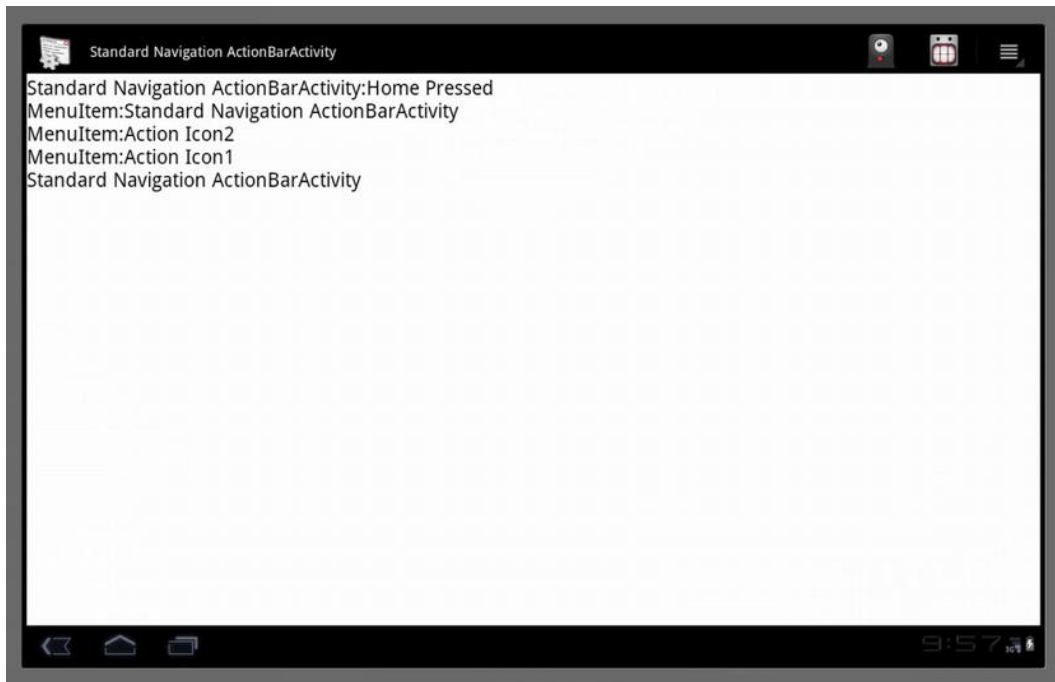 Standard Navigation ActionBarActivity
Standard Navigation ActionBarActivity:Home Pressed
MenuItem:Standard Navigation ActionBarActivity
MenuItem:Action Icon2
MenuItem:Action Icon1
Standard Navigation ActionBarActivity
9:57 3G